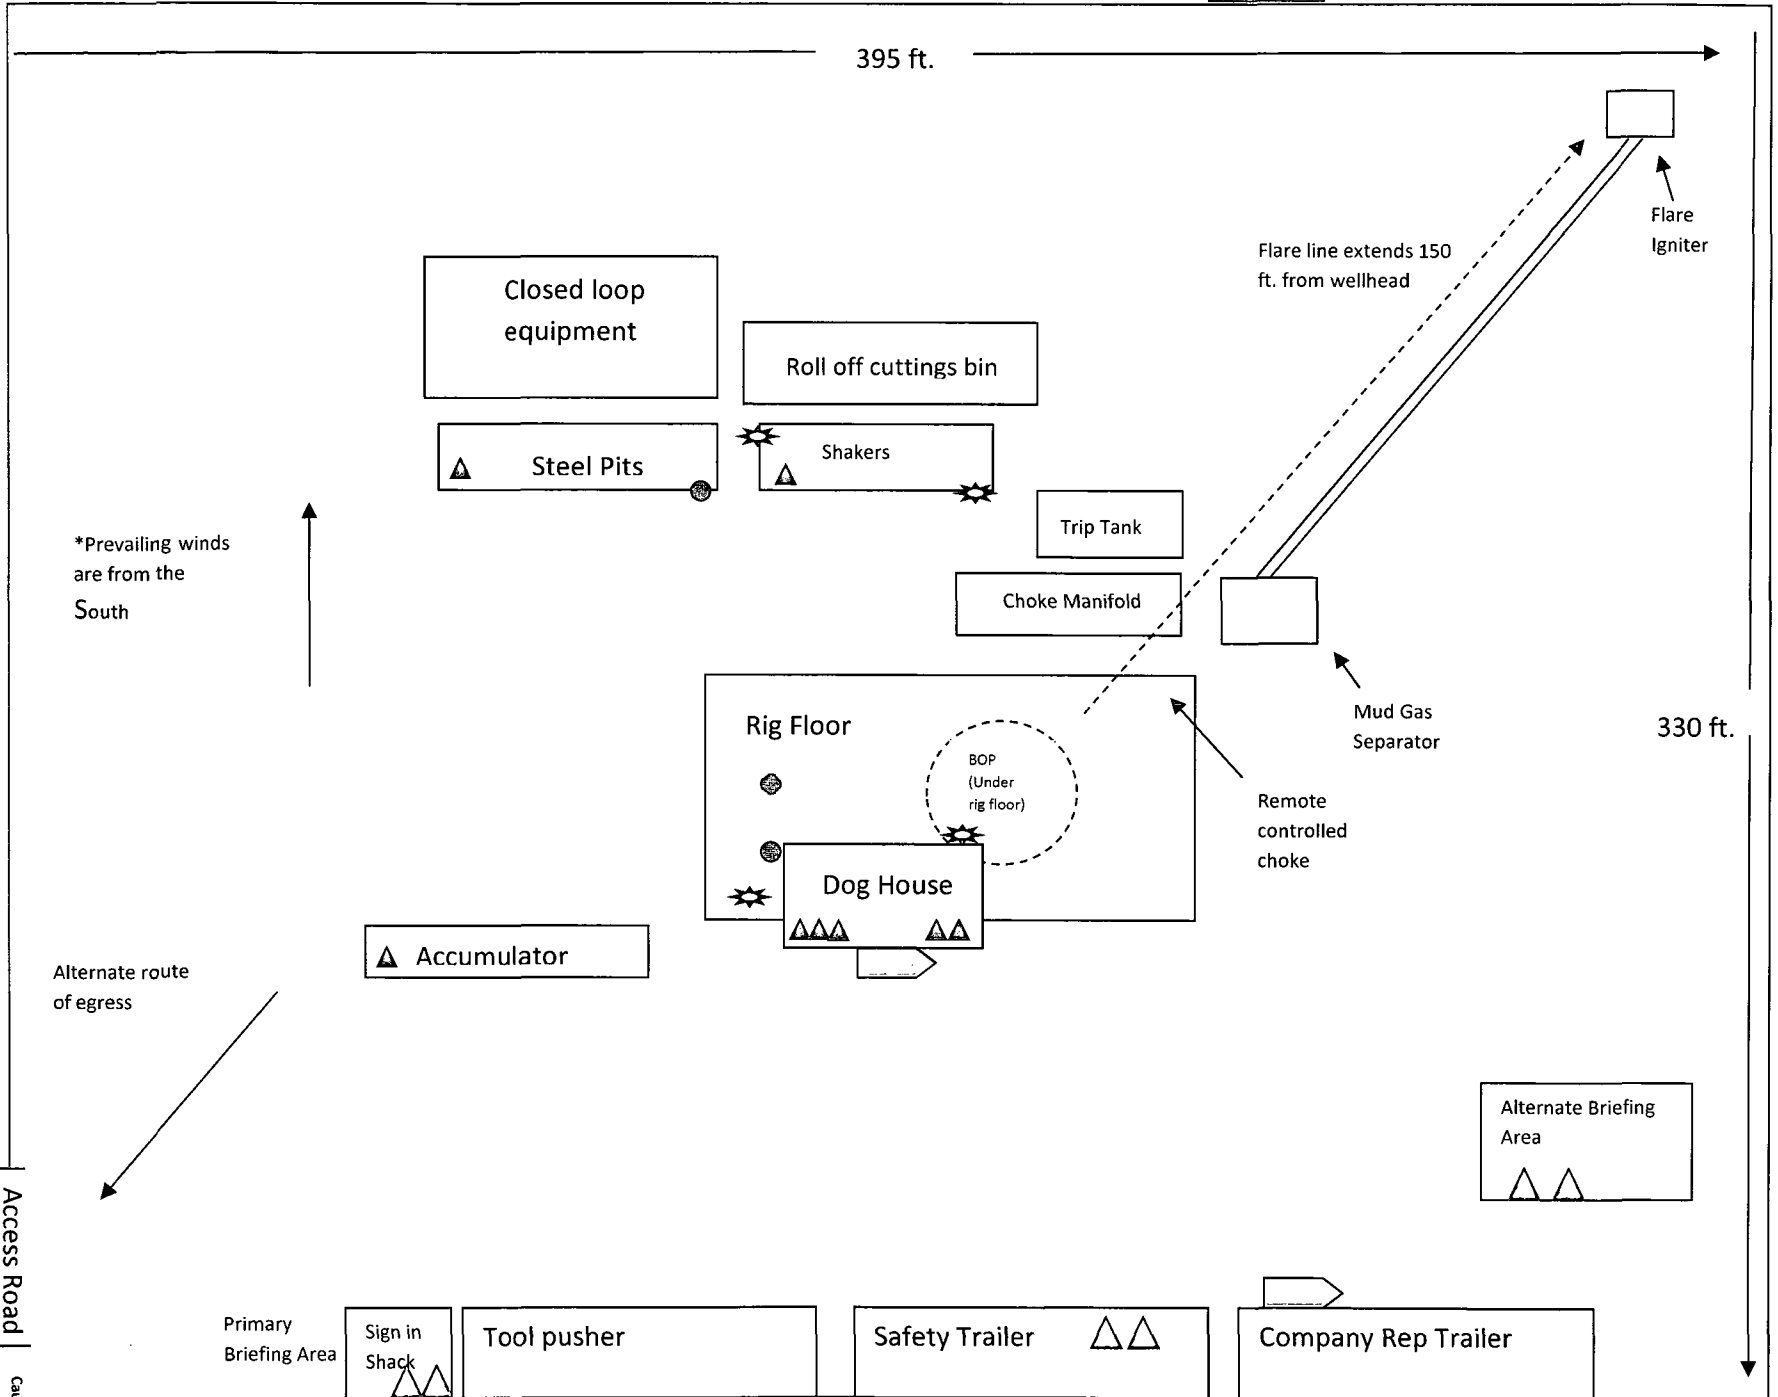 395 ft.
Flare
Igniter
Flare line extends 150
ft. from wellhead
Closed loop
equipment
Roll off cuttings bin
Shakers
Steel Pits
Trip Tank
*Prevailing winds
are from the
South
Choke Manifold
Mud Gas
Separator
330 ft.
Rig Floor
BOP
(Under
rig floor)
Remote
controlled
choke
Dog House
Accumulator
Alternate route
of egress
Alternate Briefing
Area
Access Road
Primary
Briefing Area
Sign in
Shack
Tool pusher
Safety Trailer
Company Rep Trailer